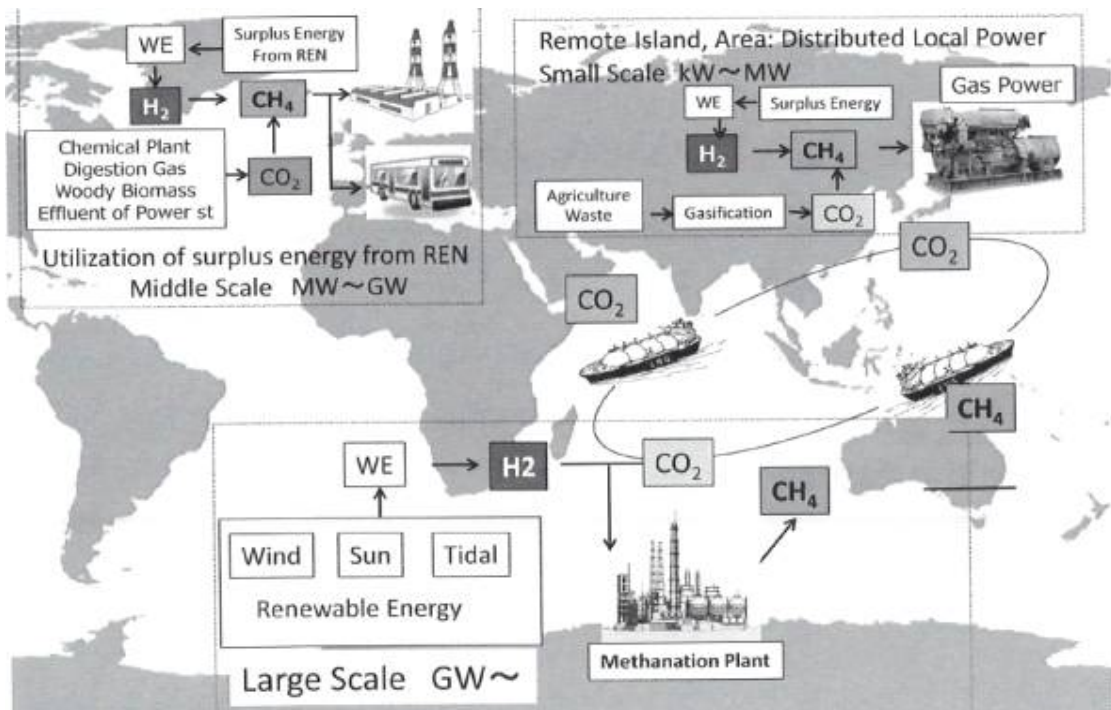 WE
Surplus Energy
From REN
H₂
CH₄
Chemical Plant
Digestion Gas
Woody Biomass
Effluent of Power st
CO₂
Utilization of surplus energy from REN
Middle Scale MW～GW
Remote Island, Area: Distributed Local Power
Small Scale kW～MW
WE
Surplus Energy
Gas Power
H₂
CH₄
Agriculture
Waste
Gasification
CO₂
CO₂
CO₂
LNG
CH₄
WE
H2
CO₂
CH₄
Wind
Sun
Tidal
Renewable Energy
Methanation Plant
Large Scale GW～